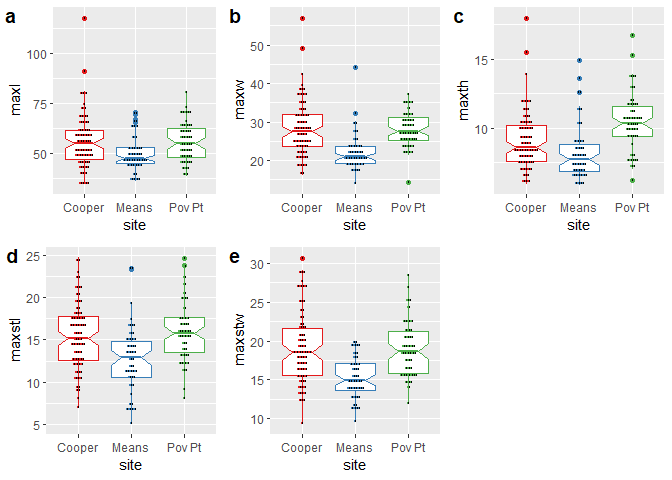 a
b
c
maxl
100
75
50
Cooper Means Pov Pt
site
maxw
50
40
30
20
Cooper Means Pov Pt
site
maxth
15
10
Cooper Means Pov Pt
site
d
e
maxstl
25
20
15
10
5
Cooper Means Pov Pt
site
maxstw
30
25
20
15
10
Cooper Means Pov Pt
site